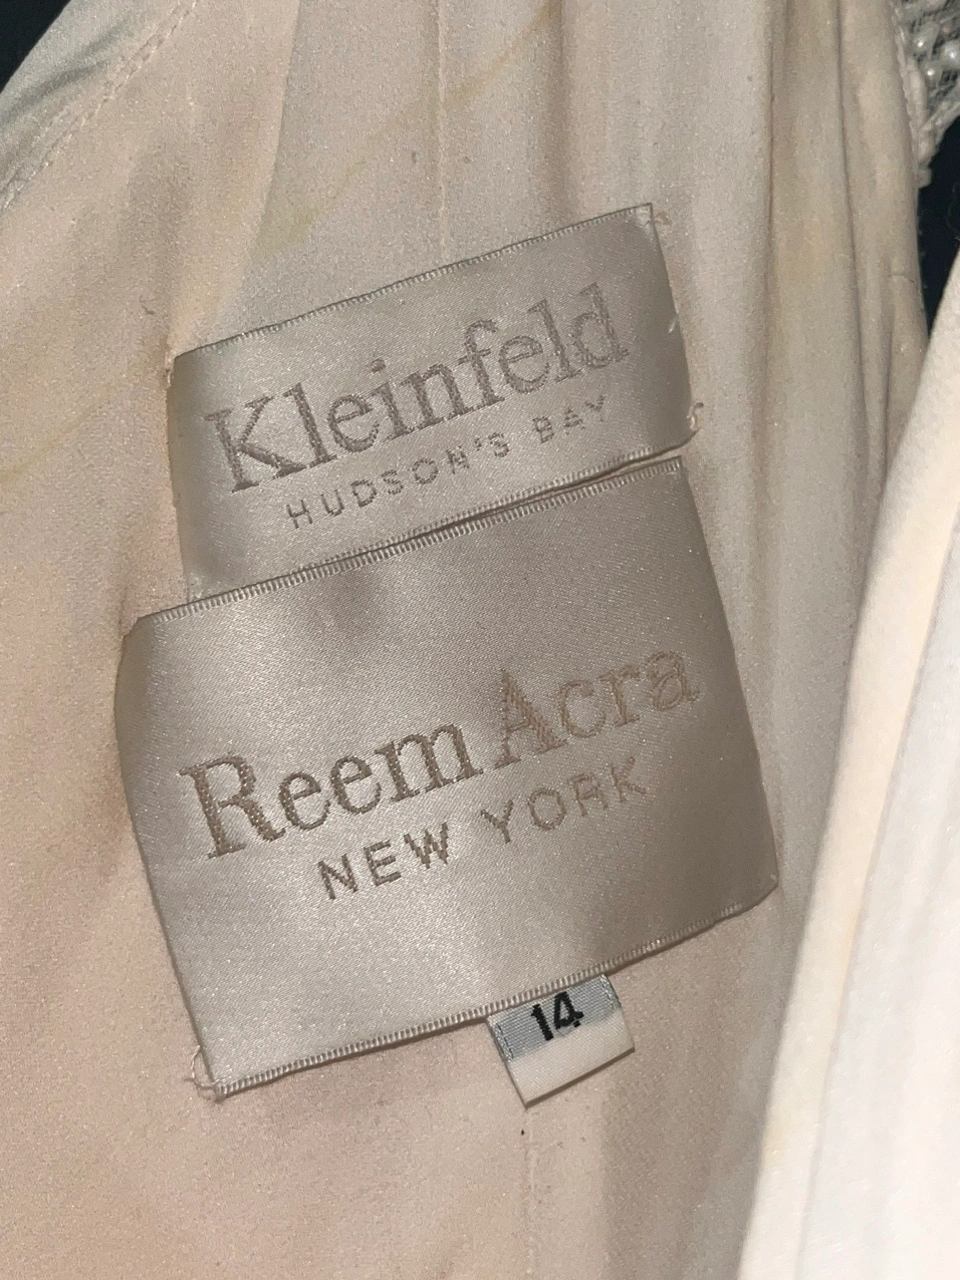 Kleinfeld
HUDSON'S BAY
Reem Acra
NEW YORK
14